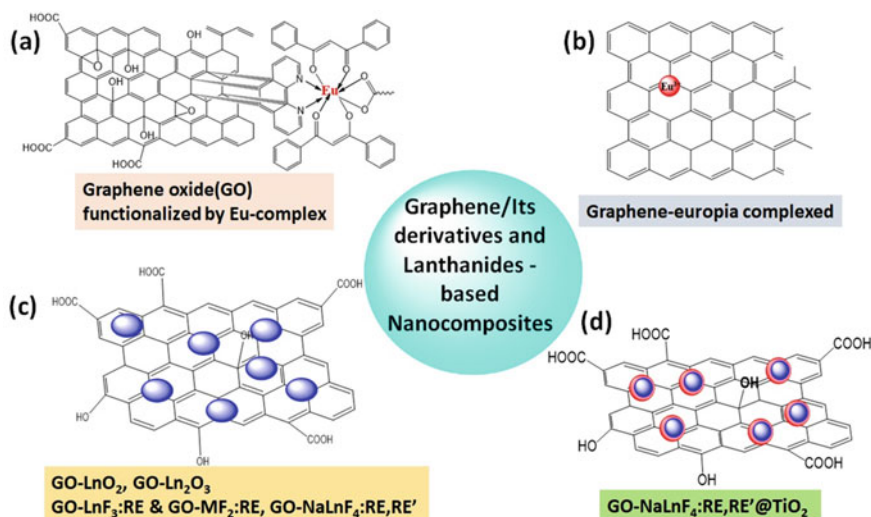 (a)
HOOC
OH
O
OH
OH
O
OH
HOOC
HOOC
N
N
Eu
O
O
O
O
O
O
Graphene oxide(GO)
functionalized by Eu-complex
(b)
Graphene-europia complexed
Graphene/Its
derivatives and
Lanthanides -
based
Nanocomposites
(c)
HOOC
HOOC
COOH
OH
HO
OH
COOH
GO-LnO₂, GO-Ln₂O₃
GO-LnF₃:RE & GO-MF₂:RE, GO-NaLnF₄:RE,RE’
(d)
HOOC
HOOC
COOH
OH
HO
OH
COOH
GO-NaLnF₄:RE,RE’@TiO₂